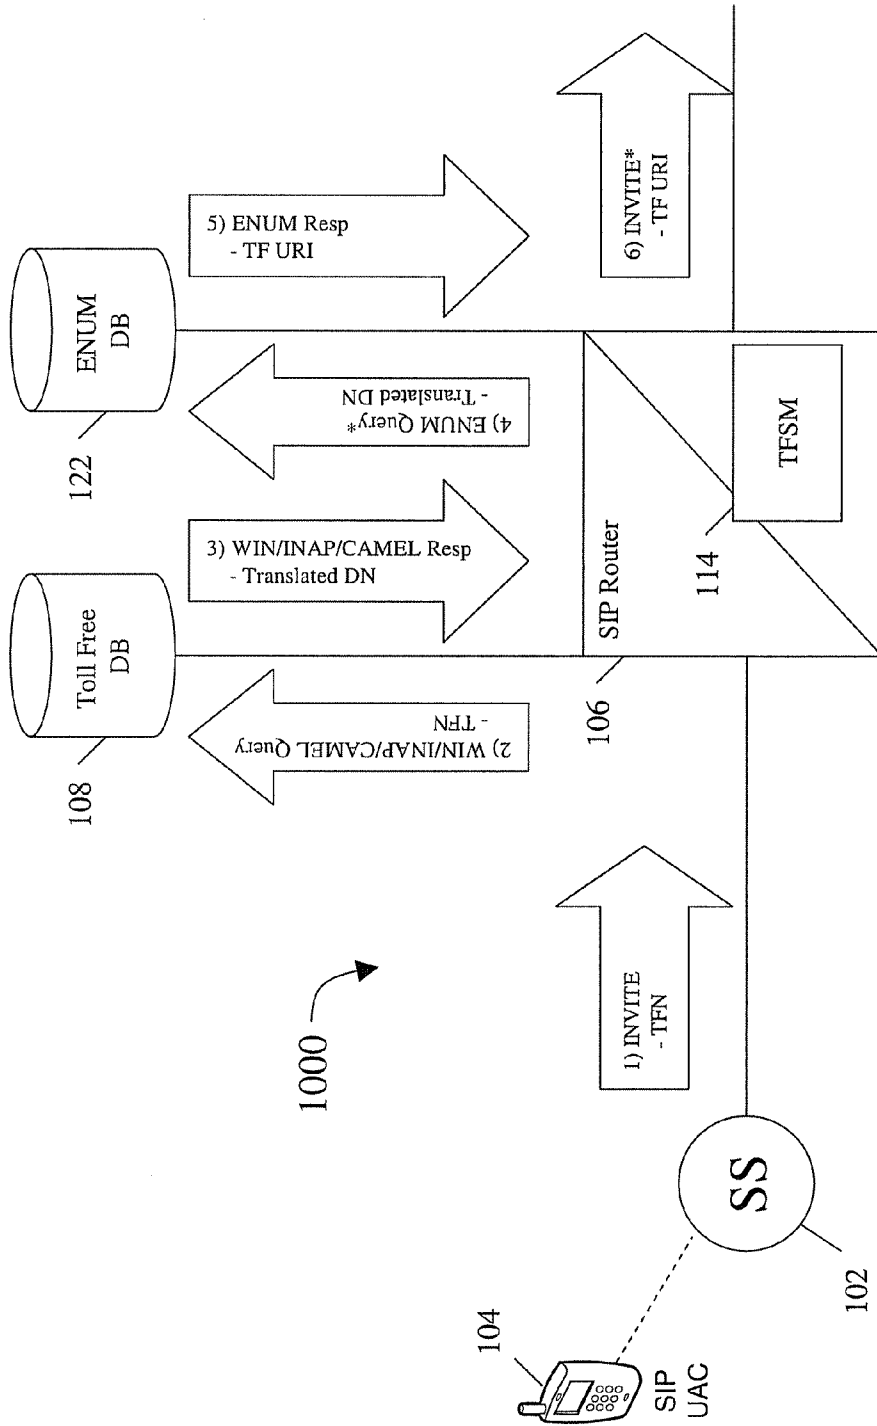 Toll Free
DB
108
ENUM
DB
122
2) WIN/INAP/CAMEL Query
- TFN
3) WIN/INAP/CAMEL Resp
- Translated DN
4) ENUM Query*
- Translated DN
5) ENUM Resp
- TF URI
1000
104
SIP
UAC
SS
102
1) INVITE
- TFN
106
SIP Router
114
TFSM
6) INVITE*
- TF URI